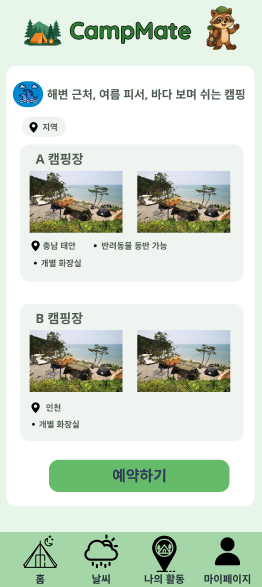 CampMate
해변 근처, 여름 피서, 바다 보며 쉬는 캠핑
지역
A 캠핑장
충남 태안 • 반려동물 동반 가능
• 개별 화장실
B 캠핑장
인천
• 개별 화장실
예약하기
홈 날씨 나의 활동 마이페이지